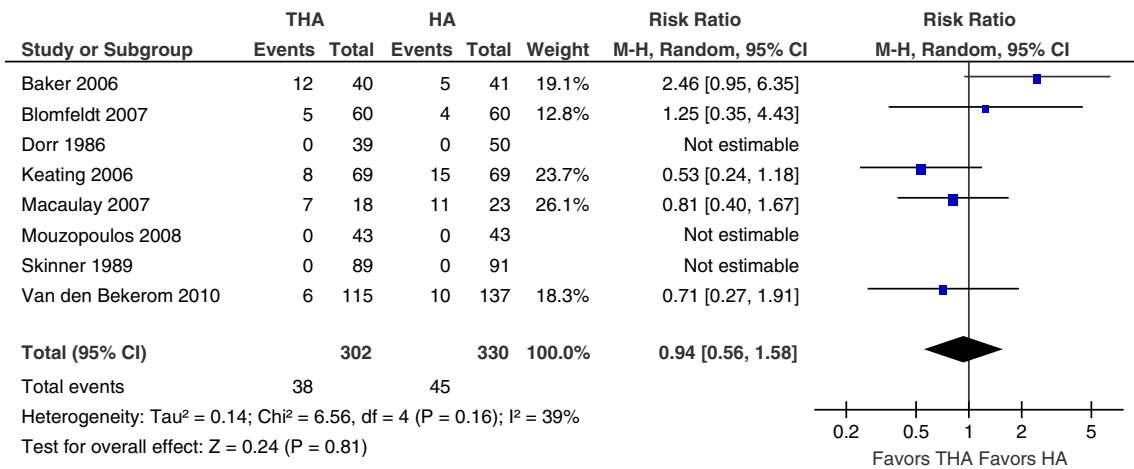 THA HA Risk Ratio Risk Ratio
Study or Subgroup Events Total Events Total Weight M-H, Random, 95% CI M-H, Random, 95% CI
Baker 2006 12 40 5 41 19.1% 2.46 [0.95, 6.35]
Blomfeldt 2007 5 60 4 60 12.8% 1.25 [0.35, 4.43]
Dorr 1986 0 39 0 50 Not estimable
Keating 2006 8 69 15 69 23.7% 0.53 [0.24, 1.18]
Macaulay 2007 7 18 11 23 26.1% 0.81 [0.40, 1.67]
Mouzopoulos 2008 0 43 0 43 Not estimable
Skinner 1989 0 89 0 91 Not estimable
Van den Bekerom 2010 6 115 10 137 18.3% 0.71 [0.27, 1.91]
Total (95% CI) 302 330 100.0% 0.94 [0.56, 1.58]
Total events 38 45
Heterogeneity: Tau² = 0.14; Chi² = 6.56, df = 4 (P = 0.16); I² = 39%
Test for overall effect: Z = 0.24 (P = 0.81)
0.2 0.5 1 2 5
Favors THA Favors HA